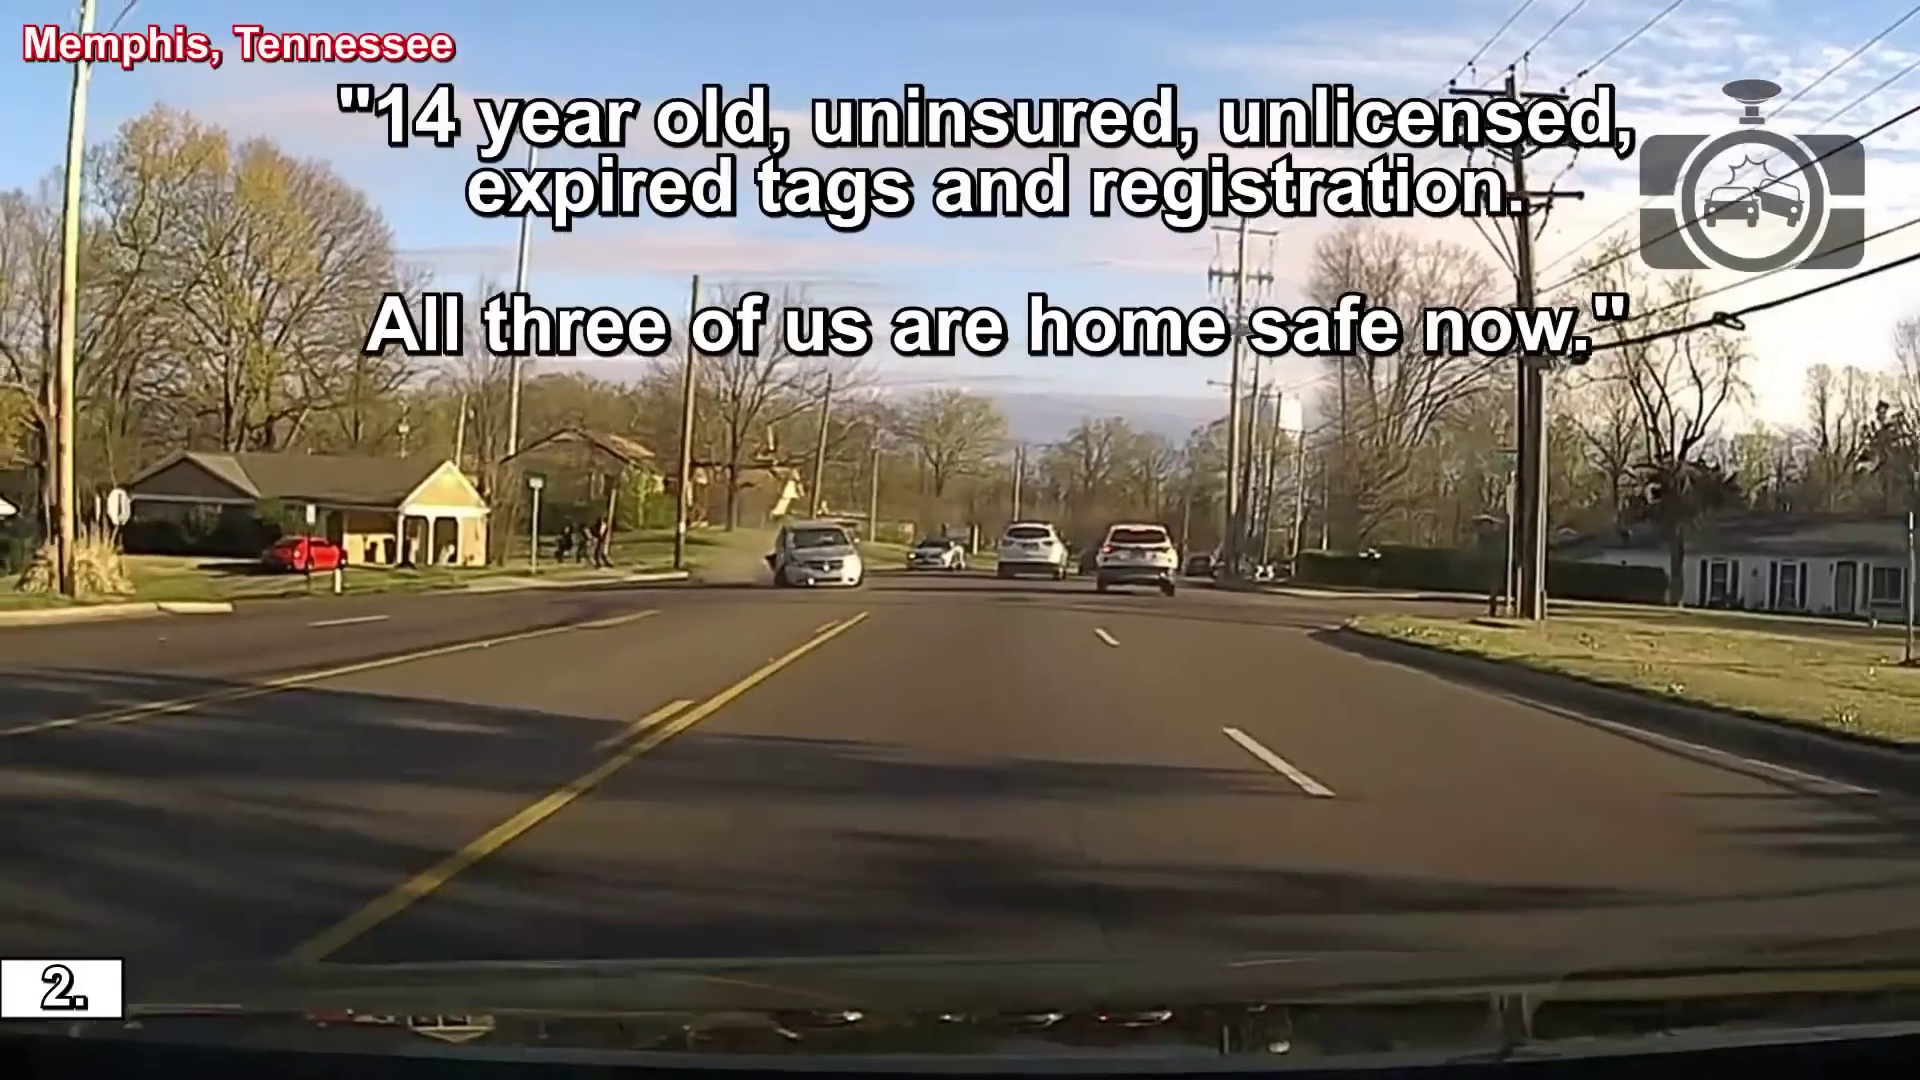 Memphis, Tennessee
"14 year old, uninsured, unlicensed,
expired tags and registration.
All three of us are home safe now."
2.